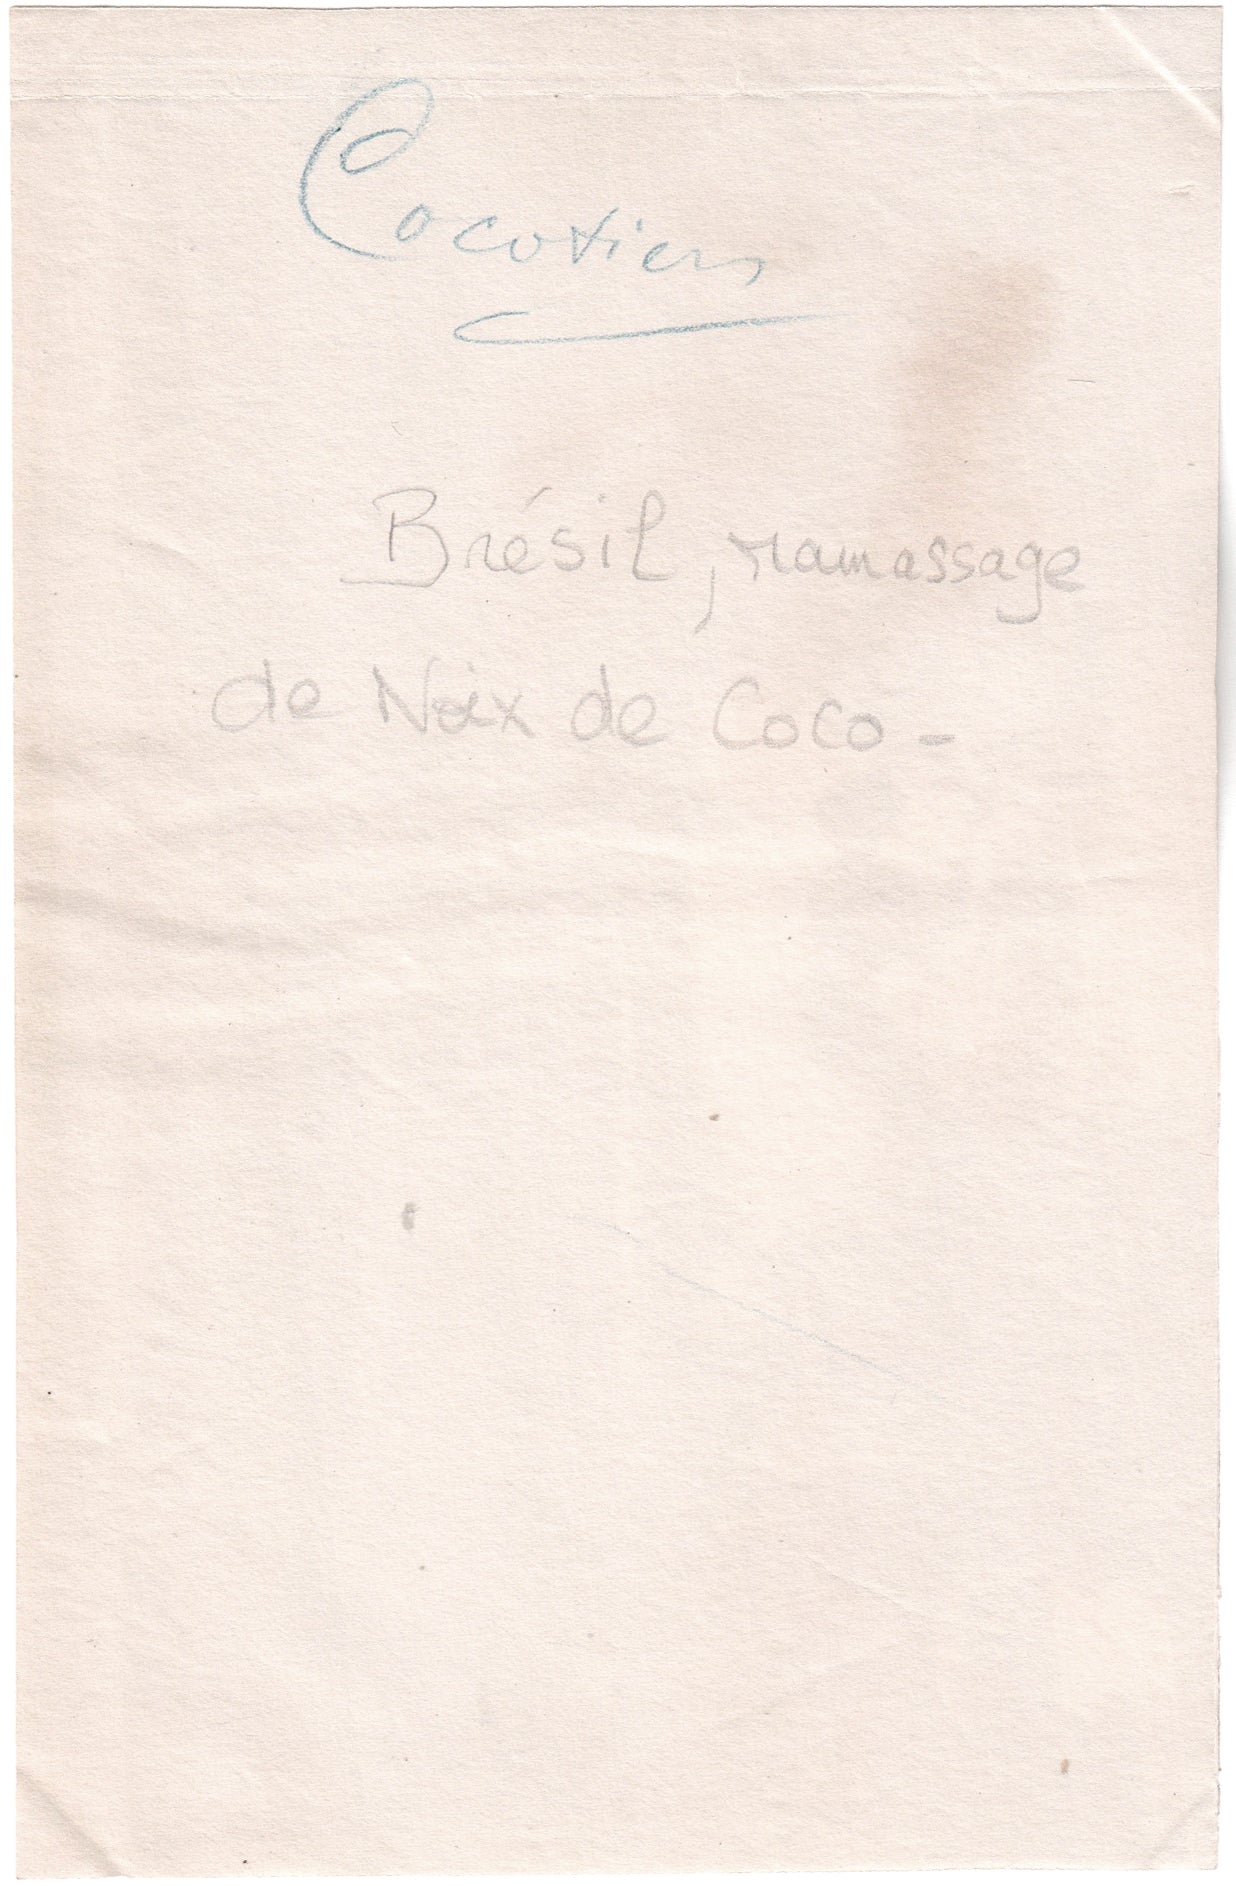 Cocotiers
Brésil, ramassage
de Noix de Coco -